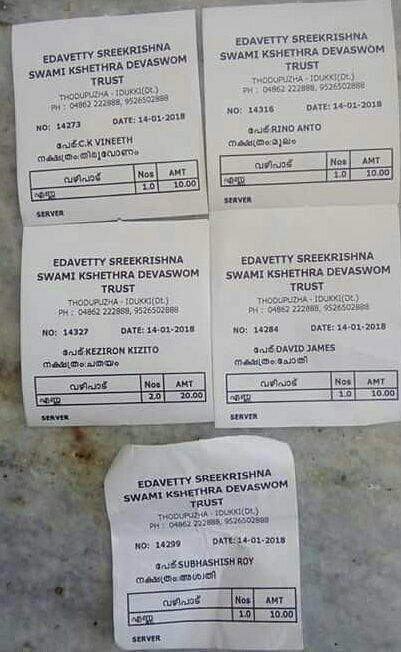 EDAVETTY SREEKRISHNA
SWAMI KSHETHRA DEVASWOM
TRUST
THODUPUZHA - IDUKKI(Dt.)
PH : 04862 222888, 9526502888
NO: 14273 DATE: 14-01-2018
പേര്:C.K VINEETH
നക്ഷത്രം:തിരുവോണം
വഴിപാട് Nos AMT
എണ്ണ 1.0 10.00
SERVER
EDAVETTY SREEKRISHNA
SWAMI KSHETHRA DEVASWOM
TRUST
THODUPUZHA - IDUKKI(Dt.)
PH : 04862 222888, 9526502888
NO: 14316 DATE: 14-01-2018
പേര്:RINO ANTO
നക്ഷത്രം:മൂലം
വഴിപാട് Nos AMT
എണ്ണ 1.0 10.00
SERVER
EDAVETTY SREEKRISHNA
SWAMI KSHETHRA DEVASWOM
TRUST
THODUPUZHA - IDUKKI(Dt.)
PH : 04862 222888, 9526502888
NO: 14327 DATE: 14-01-2018
പേര്:KEZIRON KIZITO
നക്ഷത്രം:ചതയം
വഴിപാട് Nos AMT
എണ്ണ 2.0 20.00
SERVER
EDAVETTY SREEKRISHNA
SWAMI KSHETHRA DEVASWOM
TRUST
THODUPUZHA - IDUKKI(Dt.)
PH : 04862 222888, 9526502888
NO: 14284 DATE: 14-01-2018
പേര്:DAVID JAMES
നക്ഷത്രം:ചോതി
വഴിപാട് Nos AMT
എണ്ണ 1.0 10.00
SERVER
EDAVETTY SREEKRISHNA
SWAMI KSHETHRA DEVASWOM
TRUST
THODUPUZHA - IDUKKI(Dt.)
PH : 04862 222888, 9526502888
NO: 14299 DATE: 14-01-2018
പേര്:SUBHASHISH ROY
നക്ഷത്രം:അശ്വതി
വഴിപാട് Nos AMT
എണ്ണ 1.0 10.00
SERVER